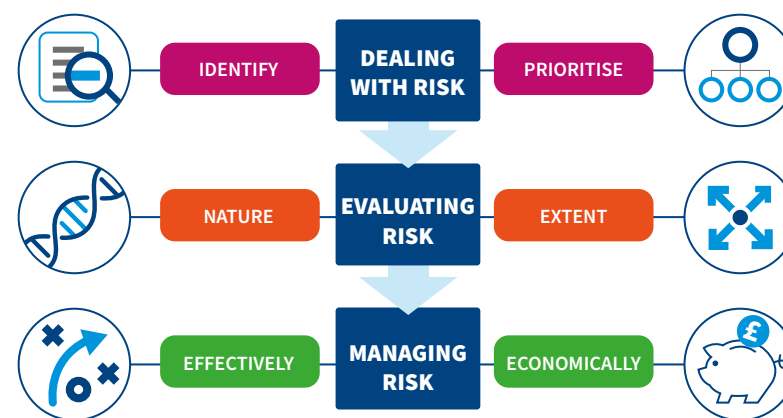 IDENTIFY
DEALING
WITH RISK
PRIORITISE
NATURE
EVALUATING
RISK
EXTENT
EFFECTIVELY
MANAGING
RISK
ECONOMICALLY
£